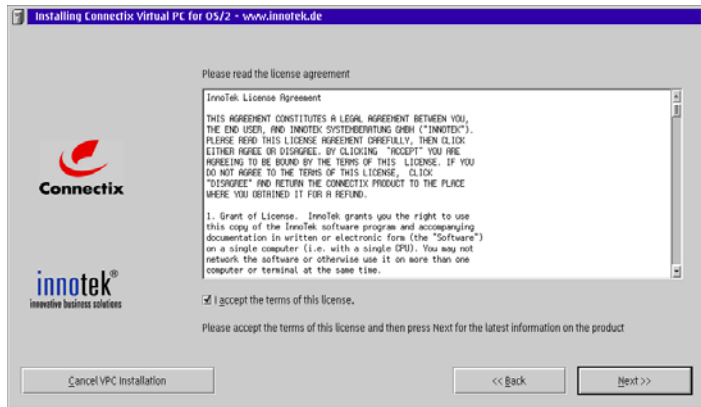 Installing Connectix Virtual PC for OS/2 - www.innotek.de
Please read the license agreement
InnoTek License Agreement
THIS AGREEMENT CONSTITUTES A LEGAL AGREEMENT BETWEEN YOU,
THE END USER, AND INNOTEK SYSTEMBERATUNG GMBH ("INNOTEK").
PLEASE READ THIS LICENSE AGREEMENT CAREFULLY, THEN CLICK
EITHER AGREE OR DISAGREE. BY CLICKING "ACCEPT" YOU ARE
AGREEING TO BE BOUND BY THE TERMS OF THIS LICENSE. IF YOU
DO NOT AGREE TO THE TERMS OF THIS LICENSE, CLICK
"DISAGREE" AND RETURN THE CONNECTIX PRODUCT TO THE PLACE
WHERE YOU OBTAINED IT FOR A REFUND.
1. Grant of License. InnoTek grants you the right to use
this copy of the InnoTek software program and accompanying
documentation in written or electronic form (the "Software")
on a single computer (i.e. with a single CPU). You may not
network the software or otherwise use it on more than one
computer or terminal at the same time.
Connectix
innotek®
innovative business solutions
I accept the terms of this license.
Please accept the terms of this license and then press Next for the latest information on the product
Cancel VPC Installation
<< Back
Next >>